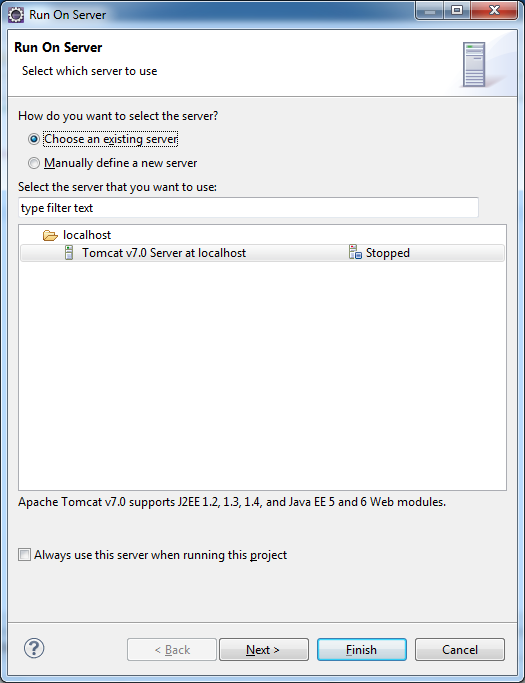 Run On Server
Run On Server
Select which server to use
How do you want to select the server?
Choose an existing server
Manually define a new server
Select the server that you want to use:
type filter text
localhost
Tomcat v7.0 Server at localhost Stopped
Apache Tomcat v7.0 supports J2EE 1.2, 1.3, 1.4, and Java EE 5 and 6 Web modules.
Always use this server when running this project
? < Back Next > Finish Cancel